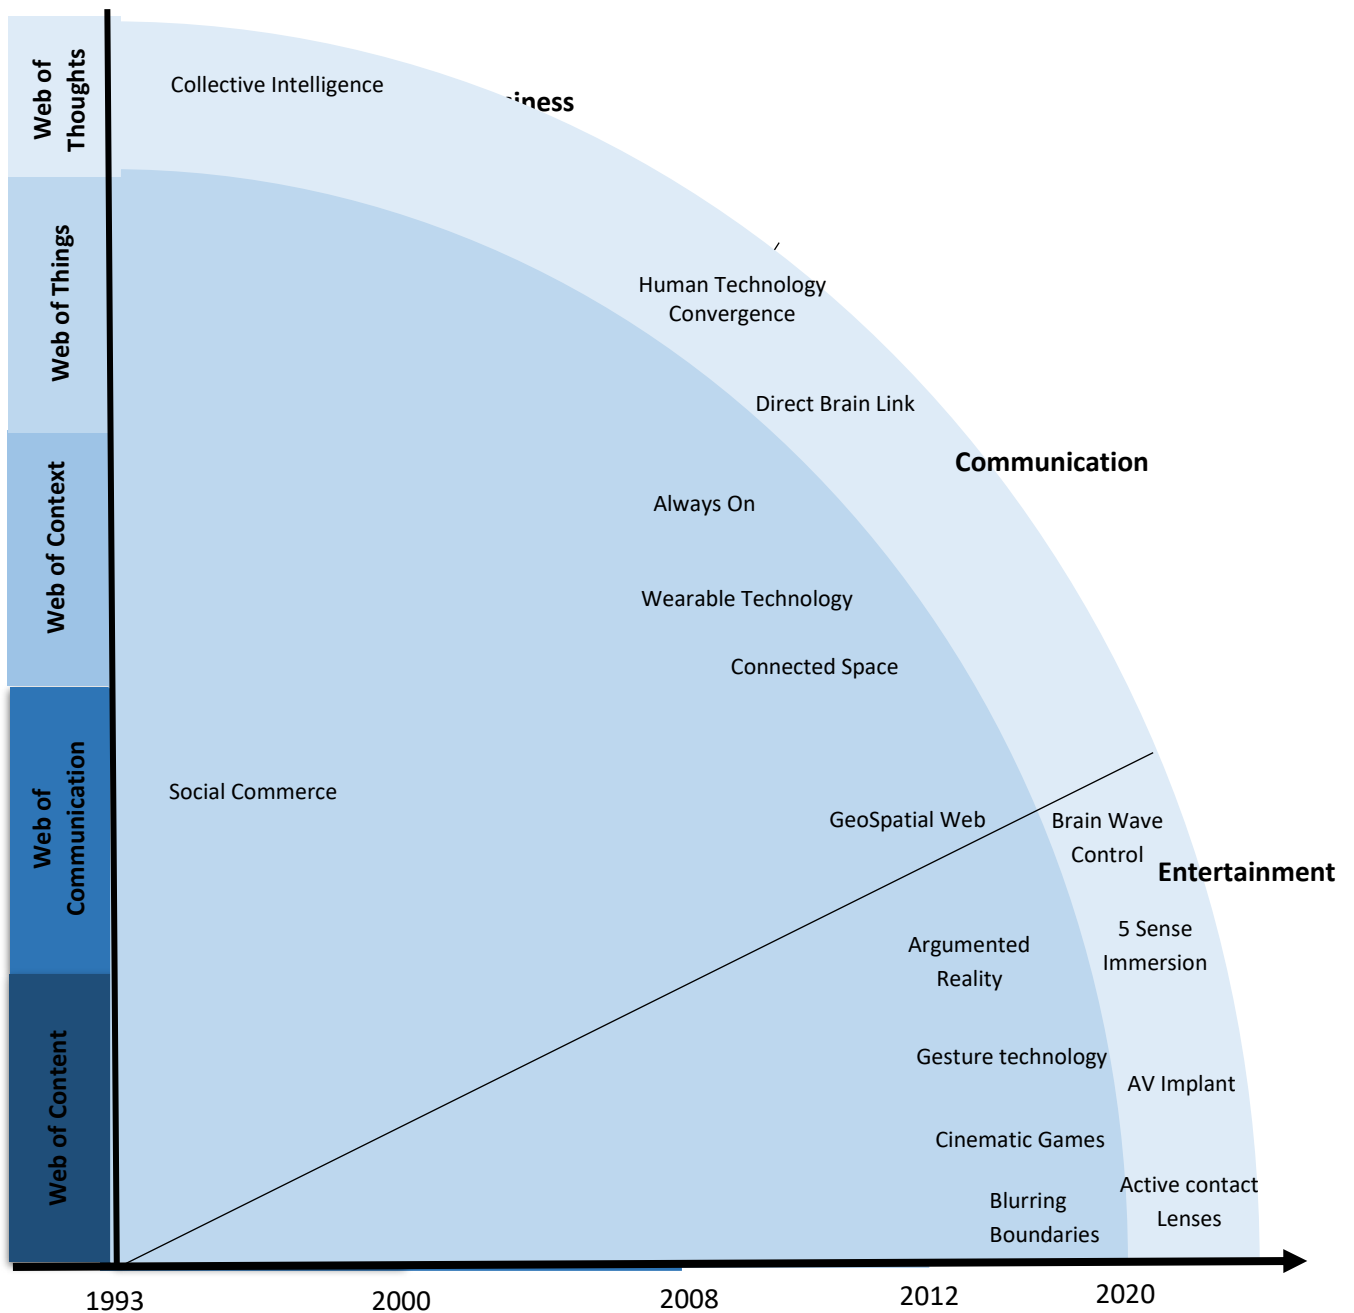 Web of
Thoughts
Collective Intelligence
Web of Things
Human Technology
Convergence
Direct Brain Link
Communication
Web of Context
Always On
Wearable Technology
Connected Space
Web of
Communication
Social Commerce
GeoSpatial Web
Brain Wave
Control
Entertainment
5 Sense
Immersion
Argumented
Reality
Web of Content
Gesture technology
AV Implant
Cinematic Games
Active contact
Lenses
Blurring
Boundaries
1993
2000
2008
2012
2020